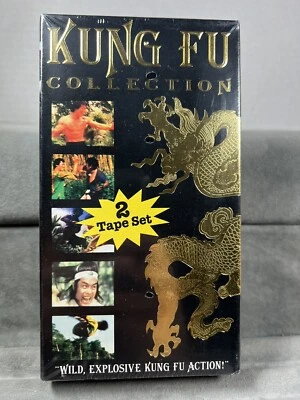 KUNG FU
COLLECTION
2
Tape Set
"WILD, EXPLOSIVE KUNG FU ACTION!"